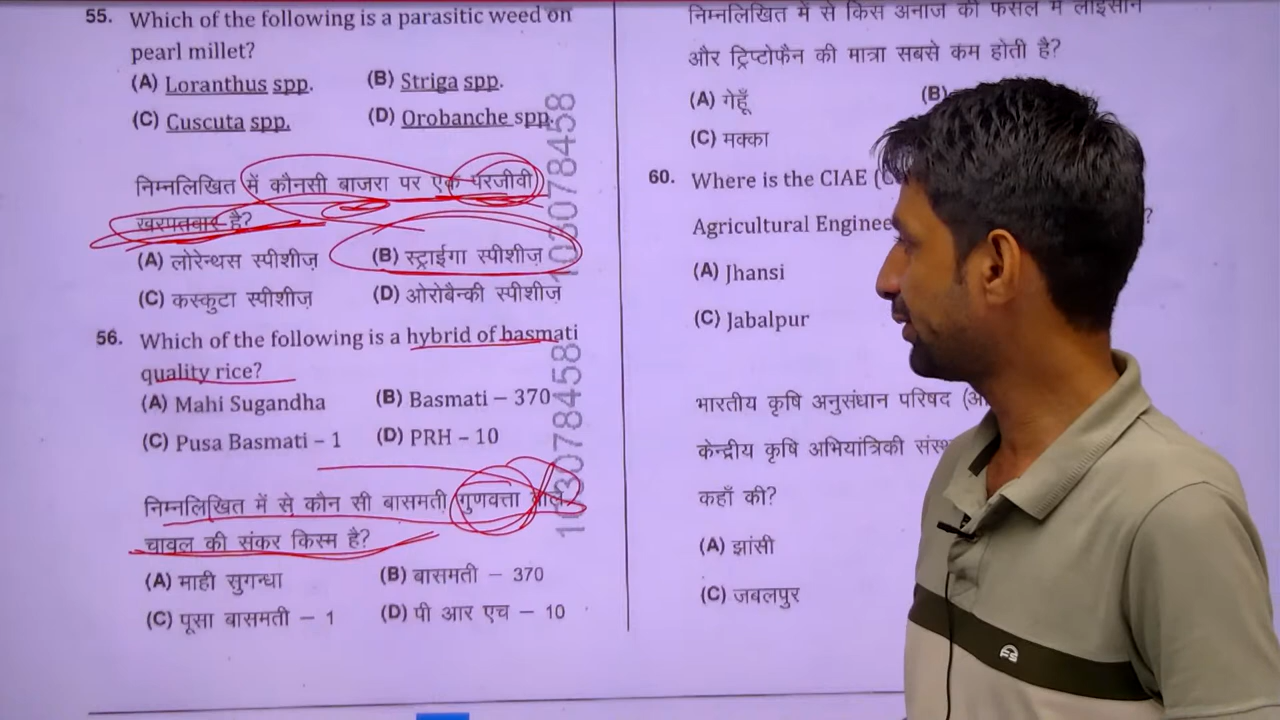 55. Which of the following is a parasitic weed on
pearl millet?
(A) Loranthus spp. (B) Striga spp.
(C) Cuscuta spp. (D) Orobanche spp.
निम्नलिखित में कौनसी बाजरा पर एक परजीवी
खरपतवार है?
(A) लोरेन्थस स्पीशीज़ (B) स्ट्राईगा स्पीशीज़
(C) कस्कुटा स्पीशीज़ (D) ओरोबैन्की स्पीशीज़
56. Which of the following is a hybrid of basmati
quality rice?
(A) Mahi Sugandha (B) Basmati – 370
(C) Pusa Basmati – 1 (D) PRH – 10
निम्नलिखित में से कौन सी बासमती गुणवत्ता
चावल की संकर किस्म है?
(A) माही सुगन्धा (B) बासमती – 370
(C) पूसा बासमती – 1 (D) पी आर एच – 10
103078458
103078458
निम्नलिखित में से किस अनाज की फसल में लाइसीन
और ट्रिप्टोफैन की मात्रा सबसे कम होती है?
(A) गेहूँ (B)
(C) मक्का
60. Where is the CIAE
Agricultural
(A) Jhansi
(C) Jabalpur
भारतीय कृषि अनुसंधान परिषद
केन्द्रीय कृषि अभियांत्रिकी
कहाँ की?
(A) झांसी
(C) जबलपुर